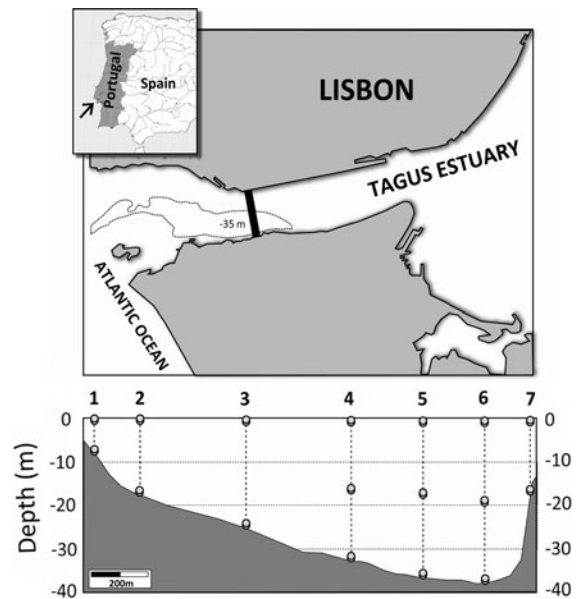 Portugal
Spain
LISBON
TAGUS ESTUARY
-35 m
ATLANTIC OCEAN
1 2 3 4 5 6 7
Depth (m)
0 0
-10 -10
-20 -20
-30 -30
-40 -40
200m